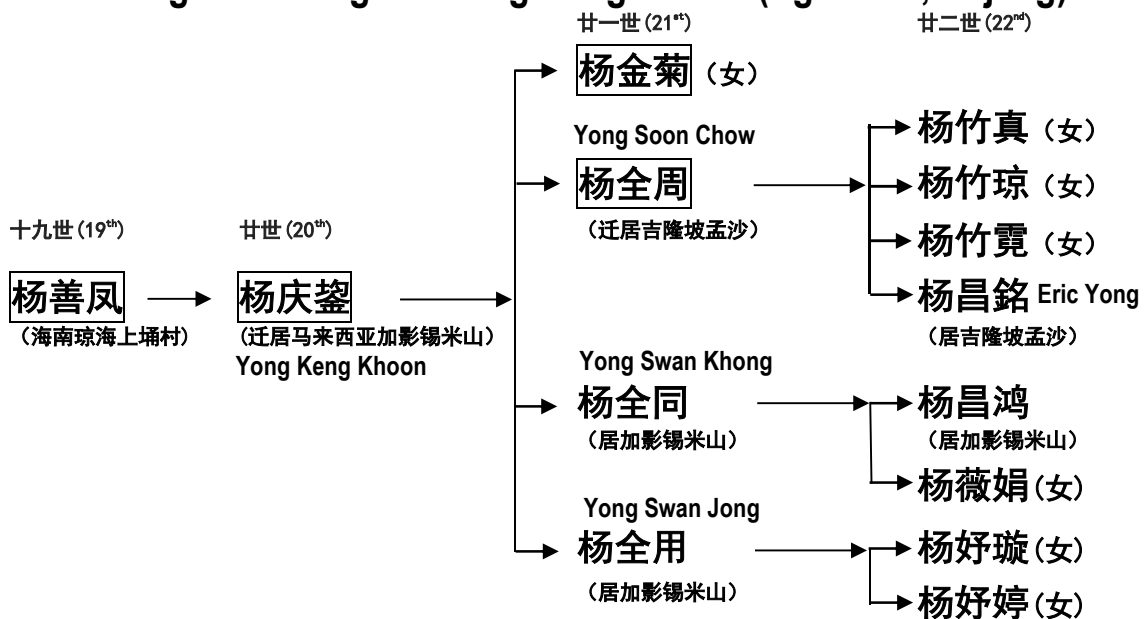 廿一世(21st)
廿二世(22nd)
杨金菊(女)
杨竹真(女)
Yong Soon Chow
杨全周
(迁居吉隆坡孟沙)
杨竹琼(女)
杨竹霓(女)
杨昌銘 Eric Yong
(居吉隆坡孟沙)
十九世(19th)
廿世(20th)
杨善凤
(海南琼海上埇村)
杨庆鋆
(迁居马来西亚加影锡米山)
Yong Keng Khoon
Yong Swan Khong
杨全同
(居加影锡米山)
杨昌鸿
(居加影锡米山)
杨薇娟(女)
Yong Swan Jong
杨全用
(居加影锡米山)
杨妤璇(女)
杨妤婷(女)